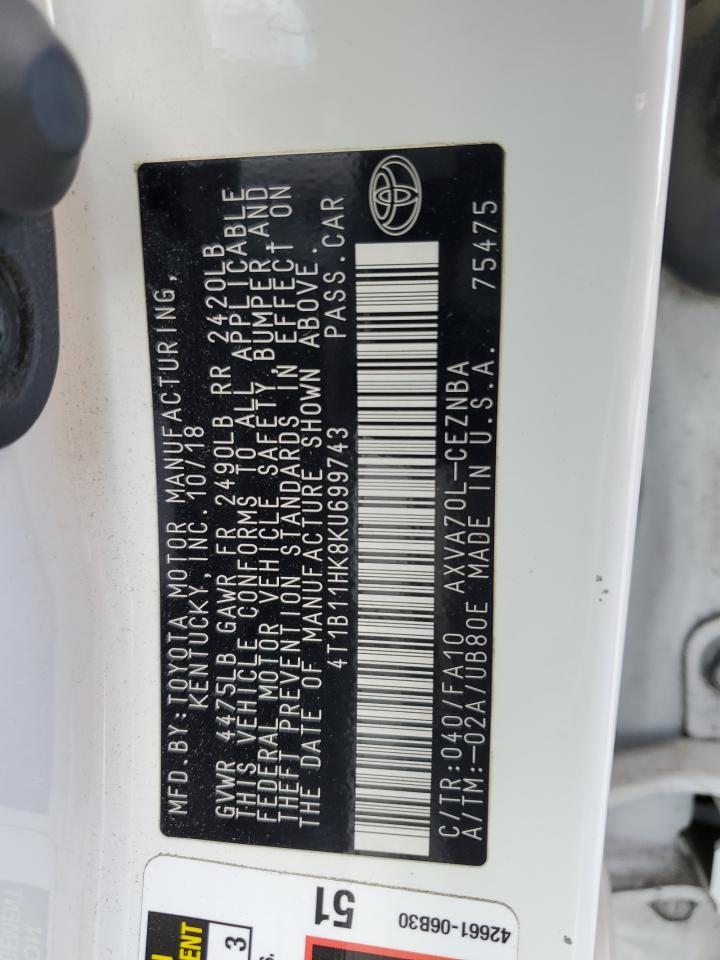 MFD.BY:TOYOTA MOTOR MANUFACTURING,
KENTUCKY, INC. 10/18
GVWR 4475LB GAWR FR 2490LB RR 2420LB
THIS VEHICLE CONFORMS TO ALL APPLICABLE
FEDERAL MOTOR VEHICLE SAFETY, BUMPER AND
THEFT PREVENTION STANDARDS IN EFFECT ON
THE DATE OF MANUFACTURE SHOWN ABOVE.
4T1B11HK8KU699743 PASS.CAR
C/TR:040/FA10 AXVA70L-CEZNBA
A/TM:-02A/UB80E MADE IN U.S.A. 75475
51
42661-06B30
3